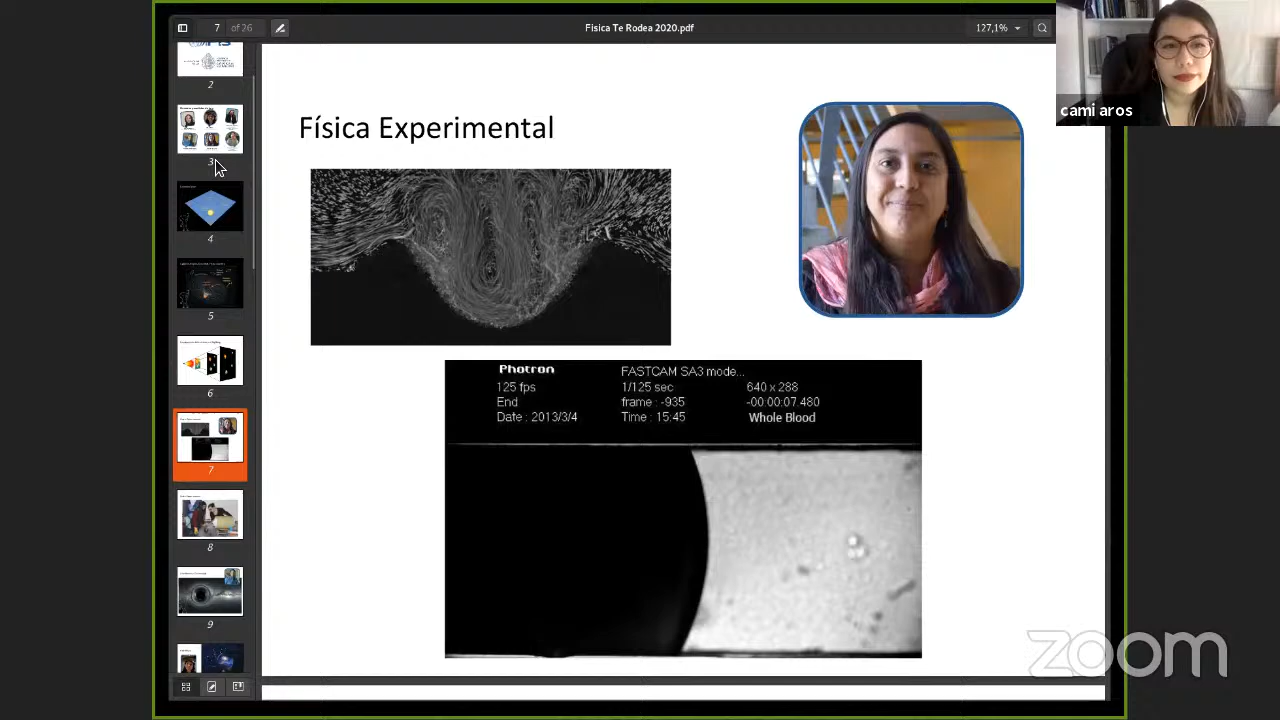 7 of 26
Fisica Te Rodea 2020.pdf
127,1%
cami aros
2
3
4
5
6
7
8
9
Física Experimental
Photron FASTCAM SA3 mode...
125 fps 1/125 sec 640 x 288
End frame : -935 -00:00:07.480
Date : 2013/3/4 Time : 15:45 Whole Blood
zoom